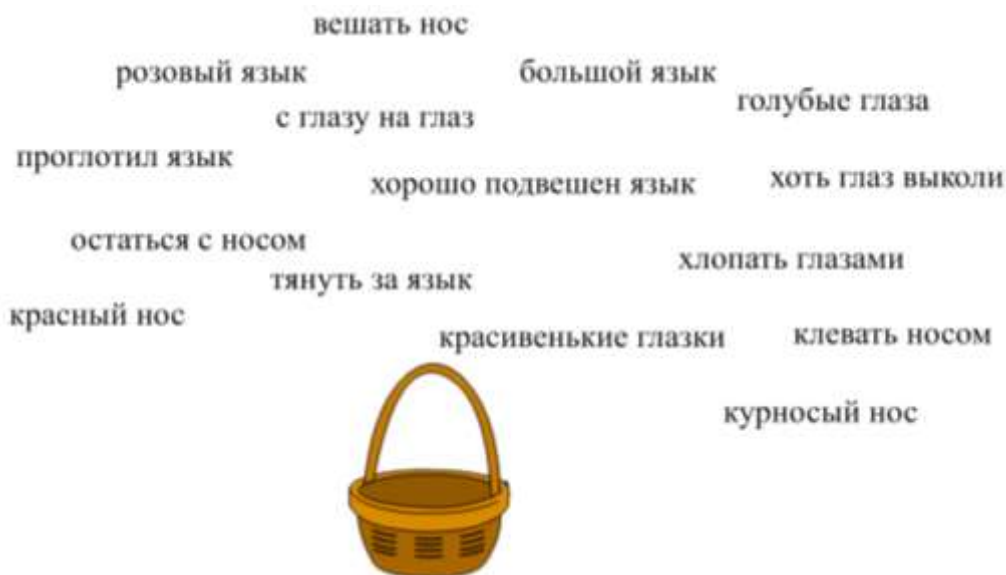 вешать нос
розовый язык
большой язык
голубые глаза
с глазу на глаз
проглотил язык
хорошо подвешен язык
хоть глаз выколи
остаться с носом
хлопать глазами
тянуть за язык
красный нос
красивенькие глазки
клевать носом
курносый нос